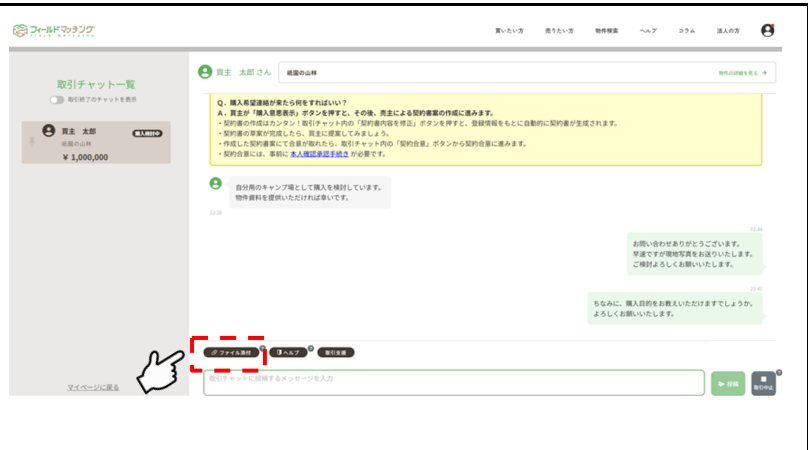 フィールドマッチング
FIELD MATCHING
買いたい方
売りたい方
物件検索
ヘルプ
コラム
法人の方
取引チャット一覧
取引終了のチャットを表示
買主 太郎
購入検討中
祇園の山林
¥ 1,000,000
マイページに戻る
買主 太郎 さん
祇園の山林
物件の詳細を見る →
Q. 購入希望連絡が来たら何をすればいい？
A. 買主が「購入意思表示」ボタンを押すと、その後、売主による契約書案の作成に進みます。
・契約書の作成はカンタン！取引チャット内の「契約内容を修正」ボタンを押すと、登録情報をもとに自動的に契約書が生成されます。
・契約書の草案が完成したら、買主に提案してみましょう。
・作成した契約書案にて合意が取れたら、取引チャット内の「契約合意」ボタンから契約合意に進みます。
・契約合意には、事前に 本人確認承認手続き が必要です。
自分用のキャンプ場として購入を検討しています。
物件資料を提供いただければ幸いです。
23:44
お問い合わせありがとうございます。
早速ですが現地写真をお送りいたします。
ご検討よろしくお願いいたします。
23:47
ちなみに、購入目的をお教えいただけますでしょうか。
よろしくお願いいたします。
ファイル添付
?
ヘルプ
?
取引支援
取引チャットに投稿するメッセージを入力
投稿
取引中止
?